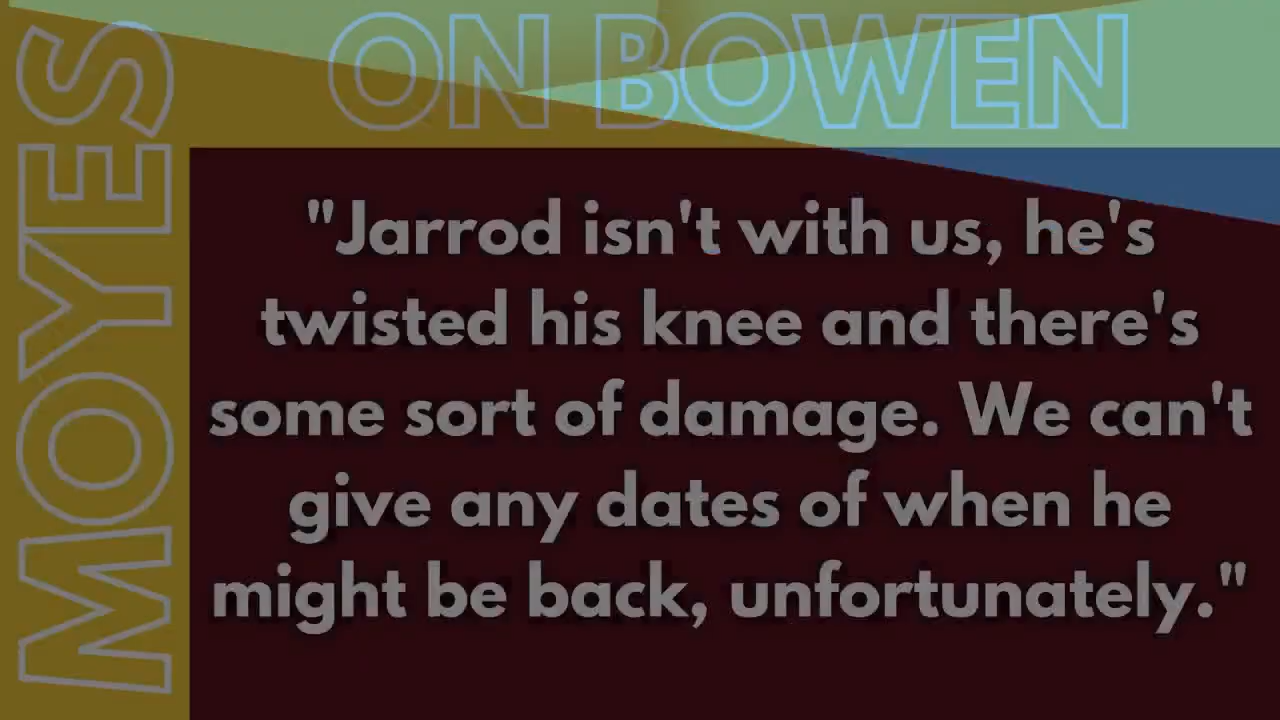 MOYES
ON BOWEN
"Jarrod isn't with us, he's
twisted his knee and there's
some sort of damage. We can't
give any dates of when he
might be back, unfortunately."